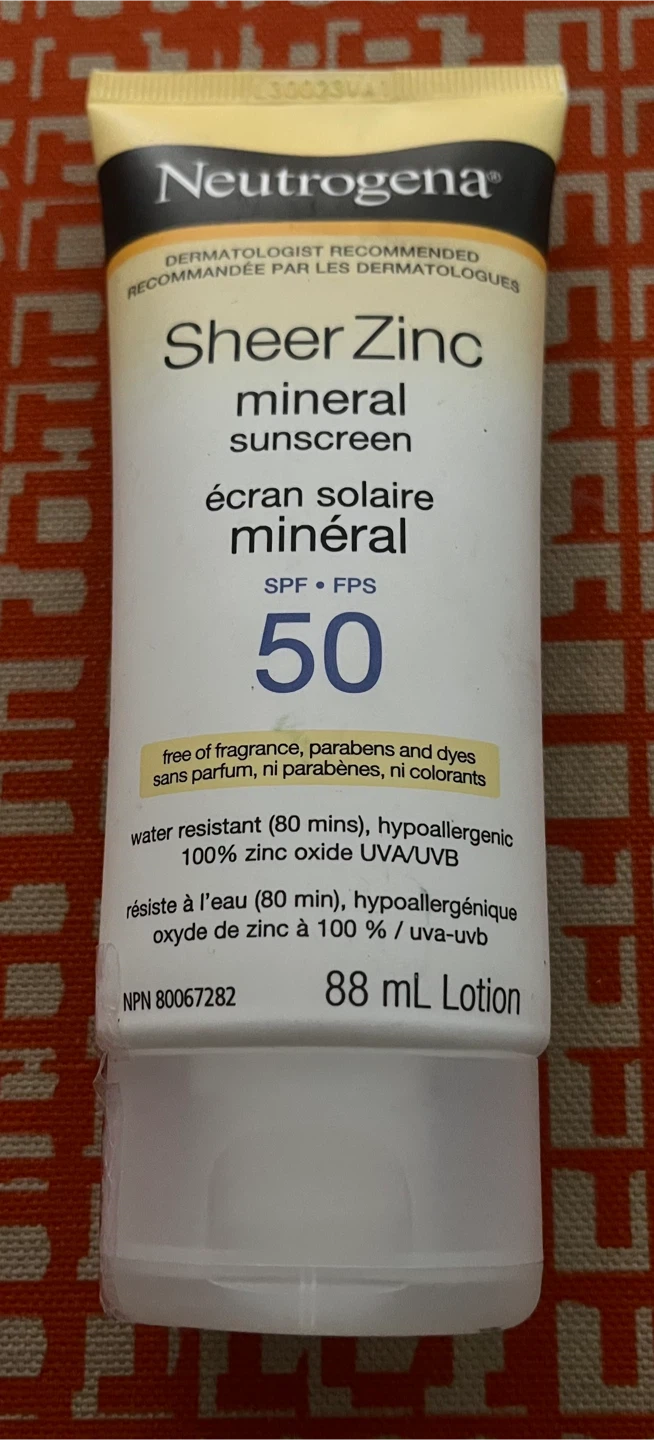 Neutrogena®
DERMATOLOGIST RECOMMENDED
RECOMMANDÉE PAR LES DERMATOLOGUES
Sheer Zinc
mineral
sunscreen
écran solaire
minéral
SPF • FPS
50
free of fragrance, parabens and dyes
sans parfum, ni parabènes, ni colorants
water resistant (80 mins), hypoallergenic
100% zinc oxide UVA/UVB
résiste à l'eau (80 min), hypoallergénique
oxyde de zinc à 100 % / uva-uvb
NPN 80067282
88 mL Lotion